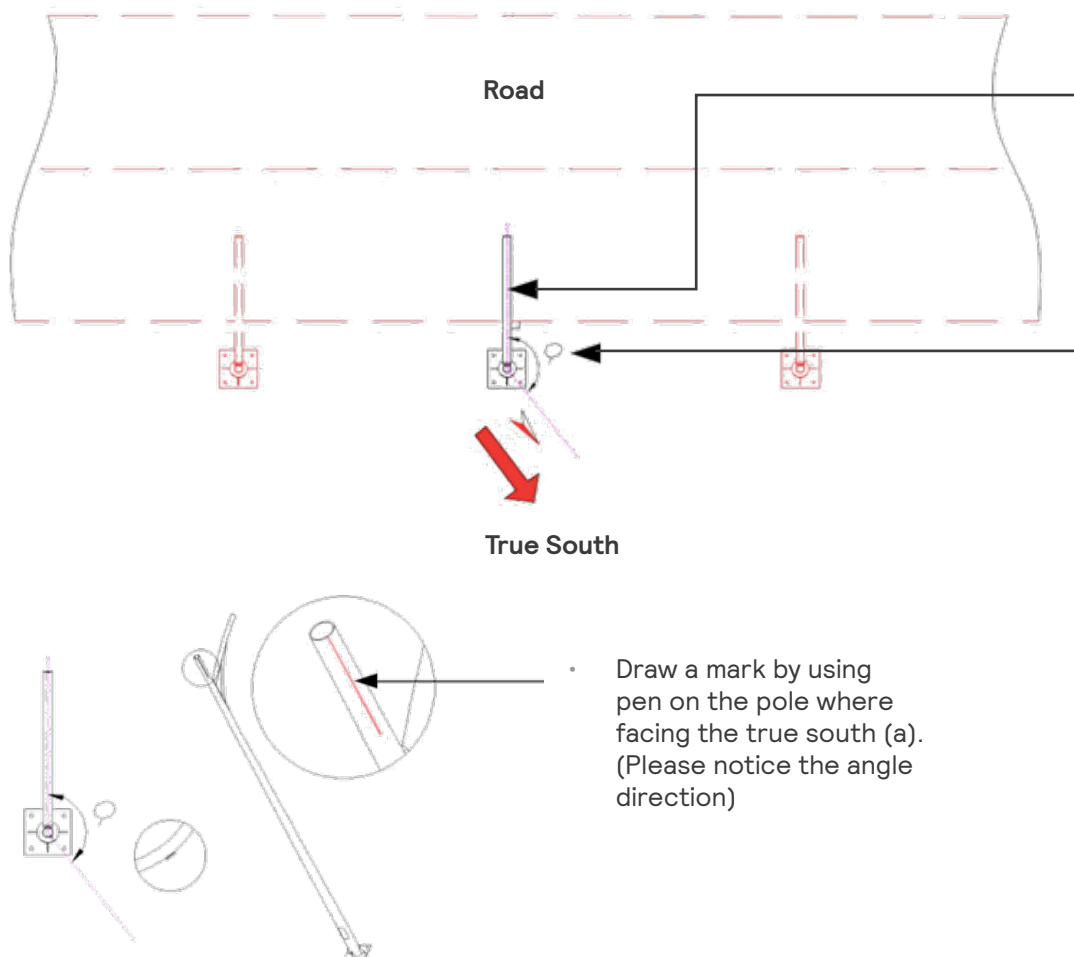 Road
True South
• Draw a mark by using
pen on the pole where
facing the true south (a).
(Please notice the angle
direction)